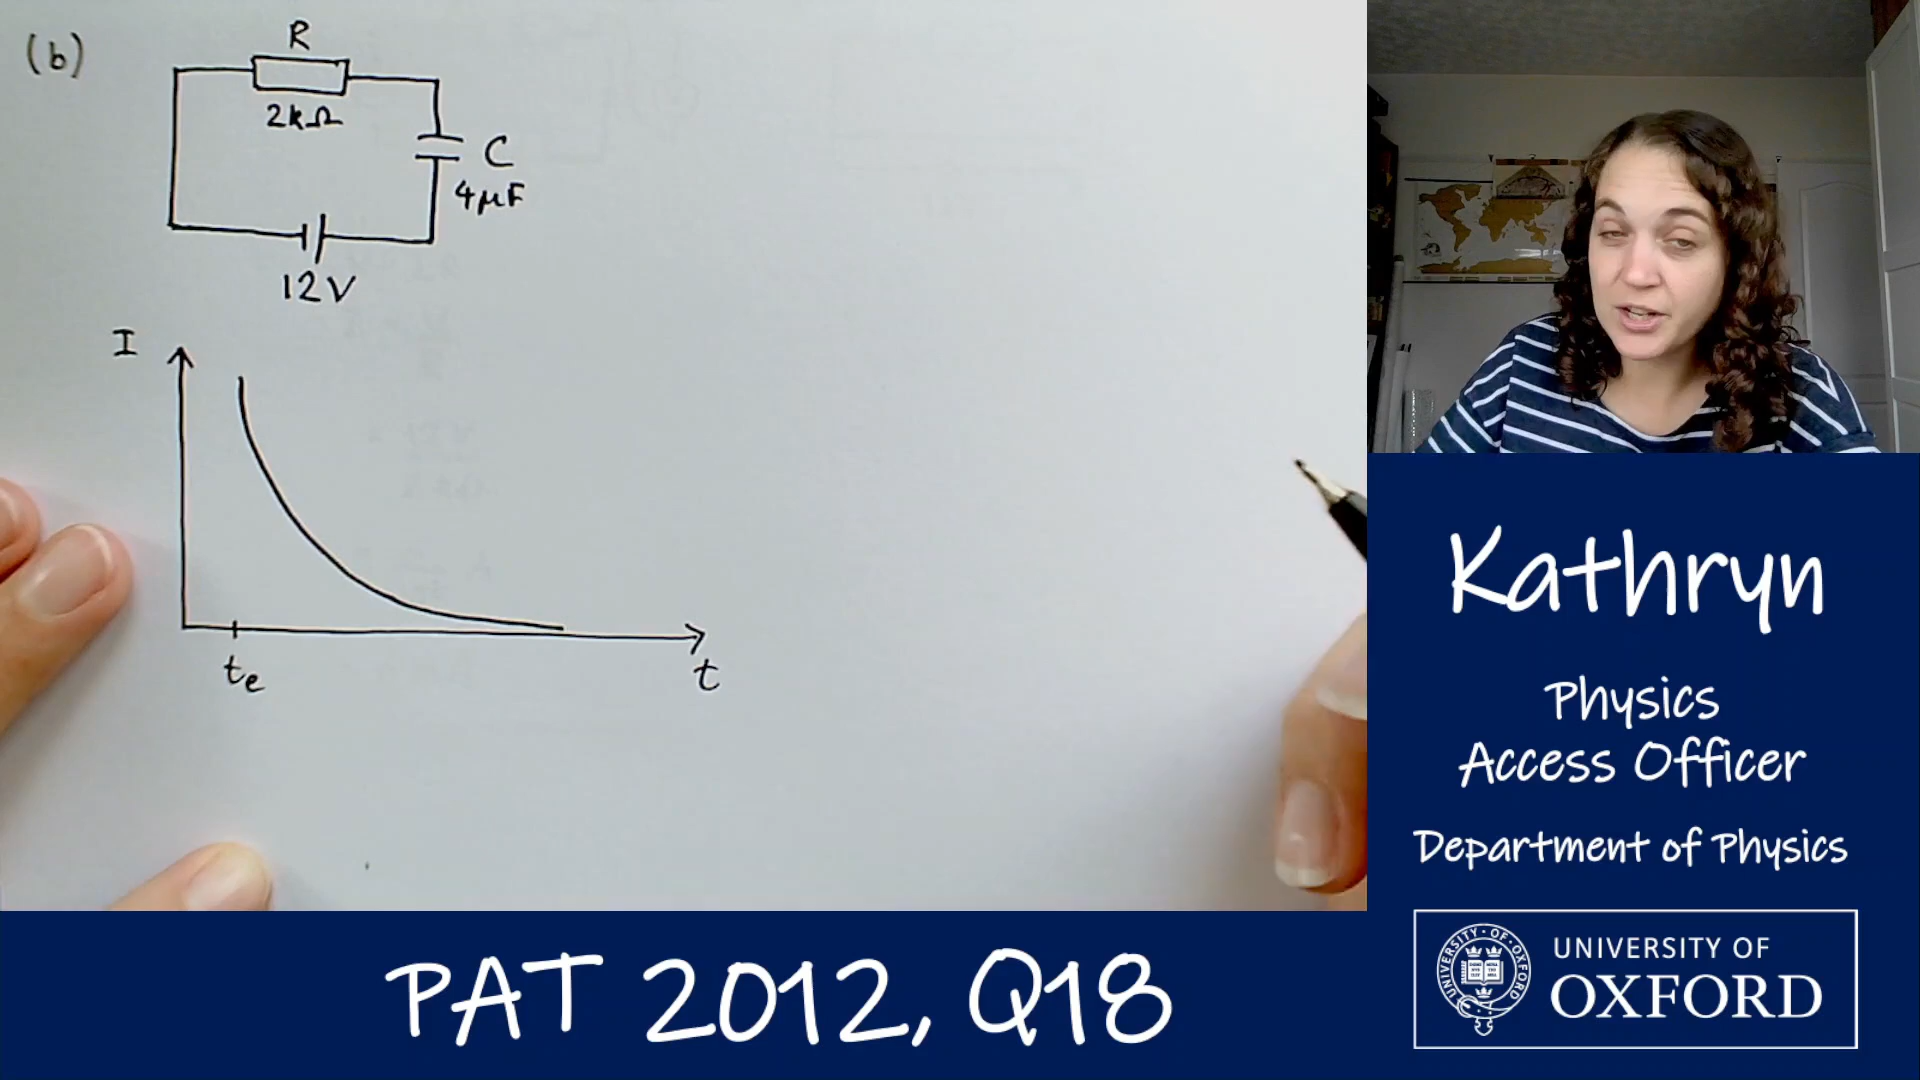 (b)
R
2kΩ
C
4μF
12V
I
te
t
Kathryn
Physics
Access Officer
Department of Physics
UNIVERSITY OF
OXFORD
PAT 2012, Q18